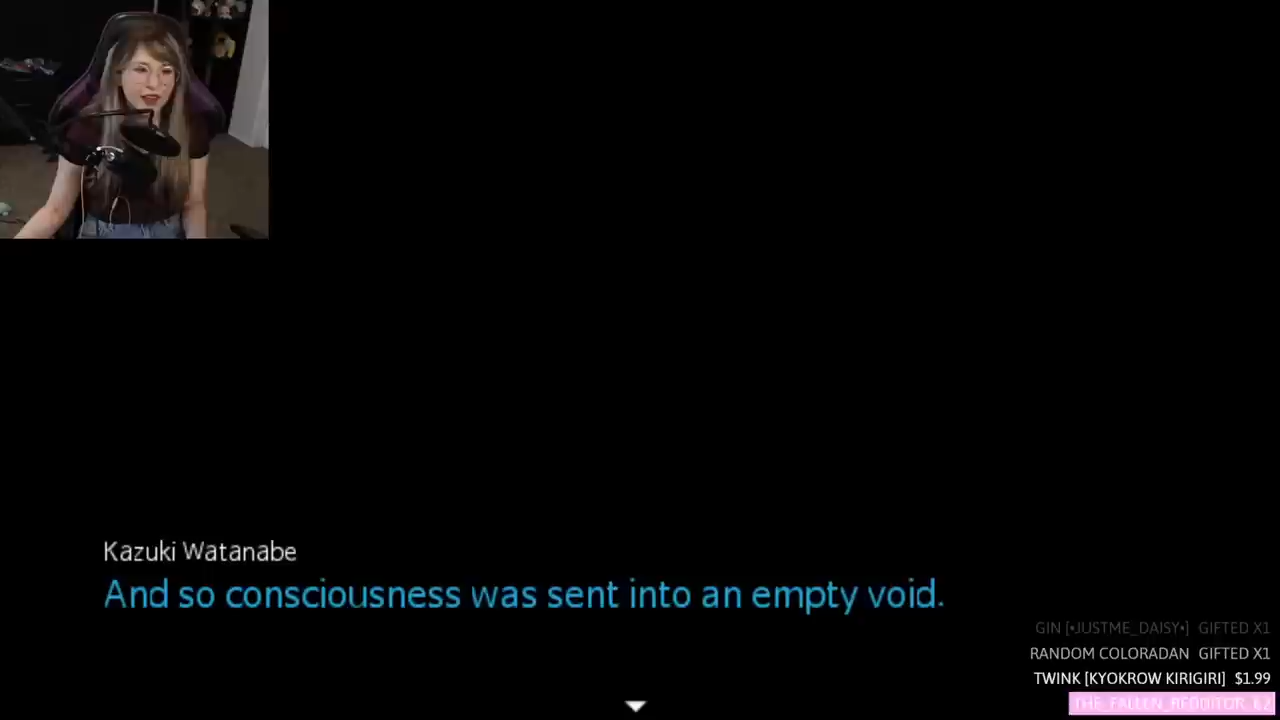 Kazuki Watanabe
And so consciousness was sent into an empty void.
GIN [•JUSTME_DAISY•] GIFTED X1
RANDOM COLORADAN GIFTED X1
TWINK [KYOKROW KIRIGIRI] $1.99
THE_FALLEN_REDDITOR